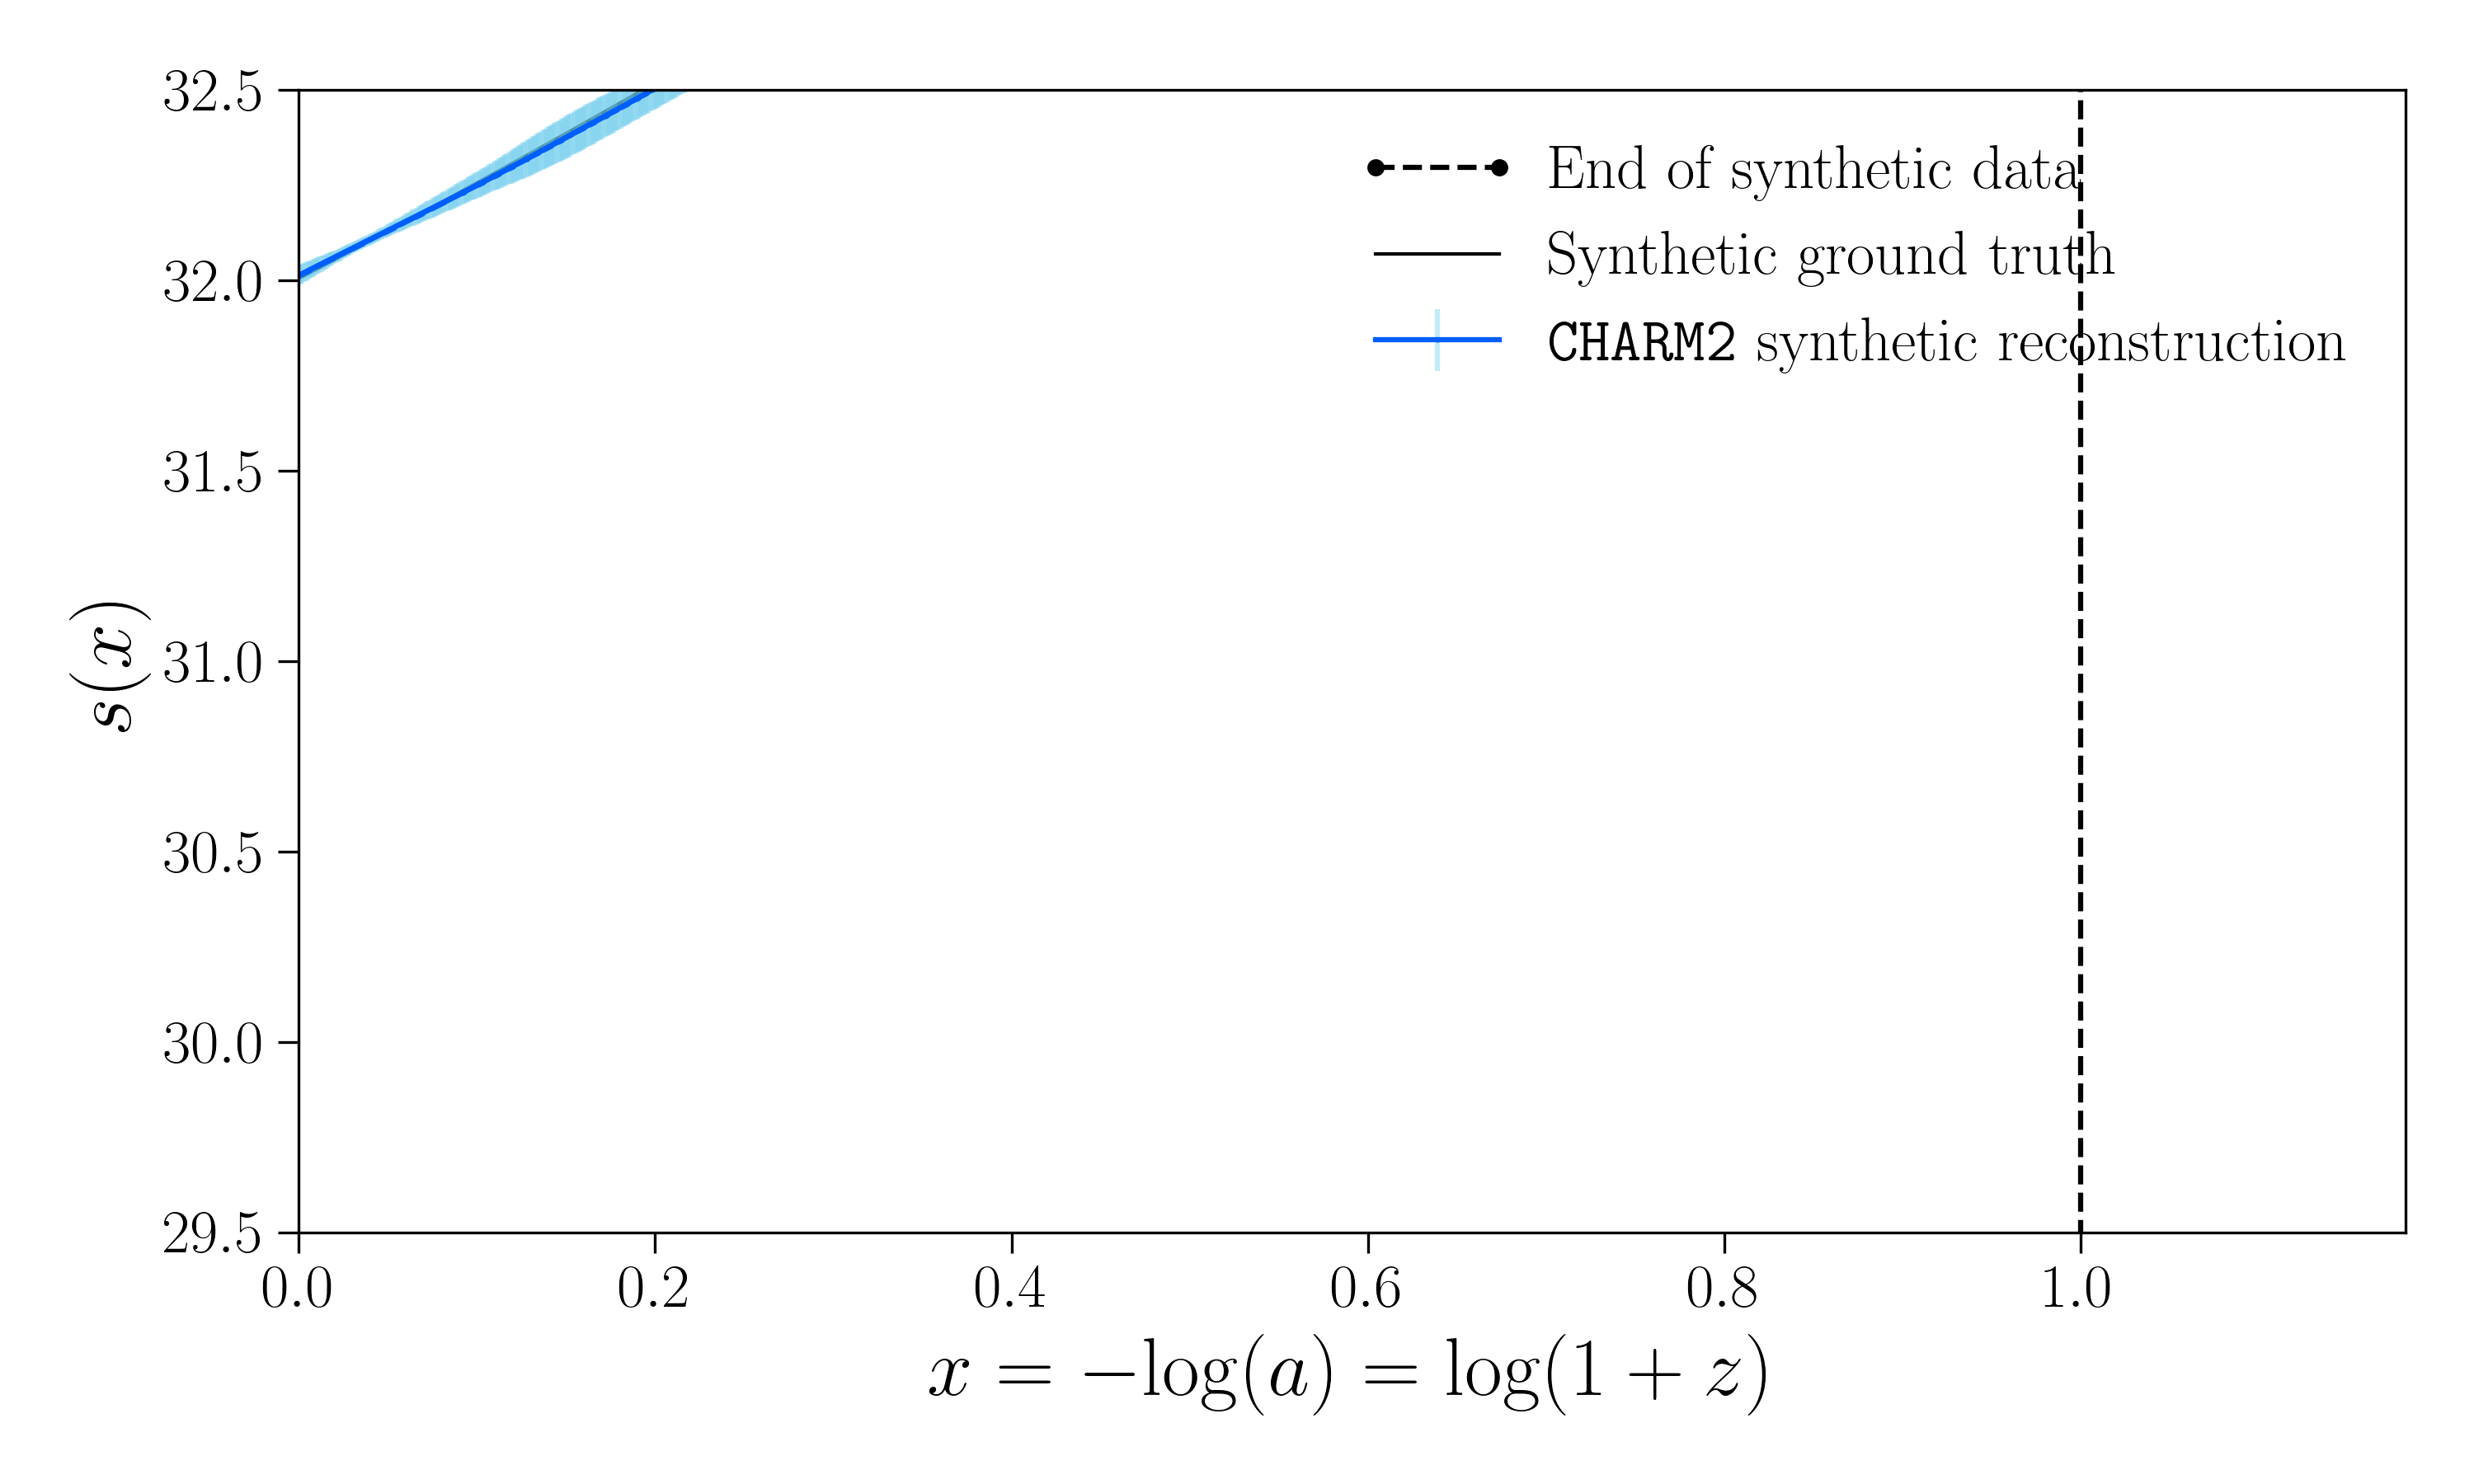 32.5
32.0
31.5
31.0
30.5
30.0
29.5
s(x)
End of synthetic data
Synthetic ground truth
CHARM2 synthetic reconstruction
0.0 0.2 0.4 0.6 0.8 1.0
x = −log(a) = log(1 + z)